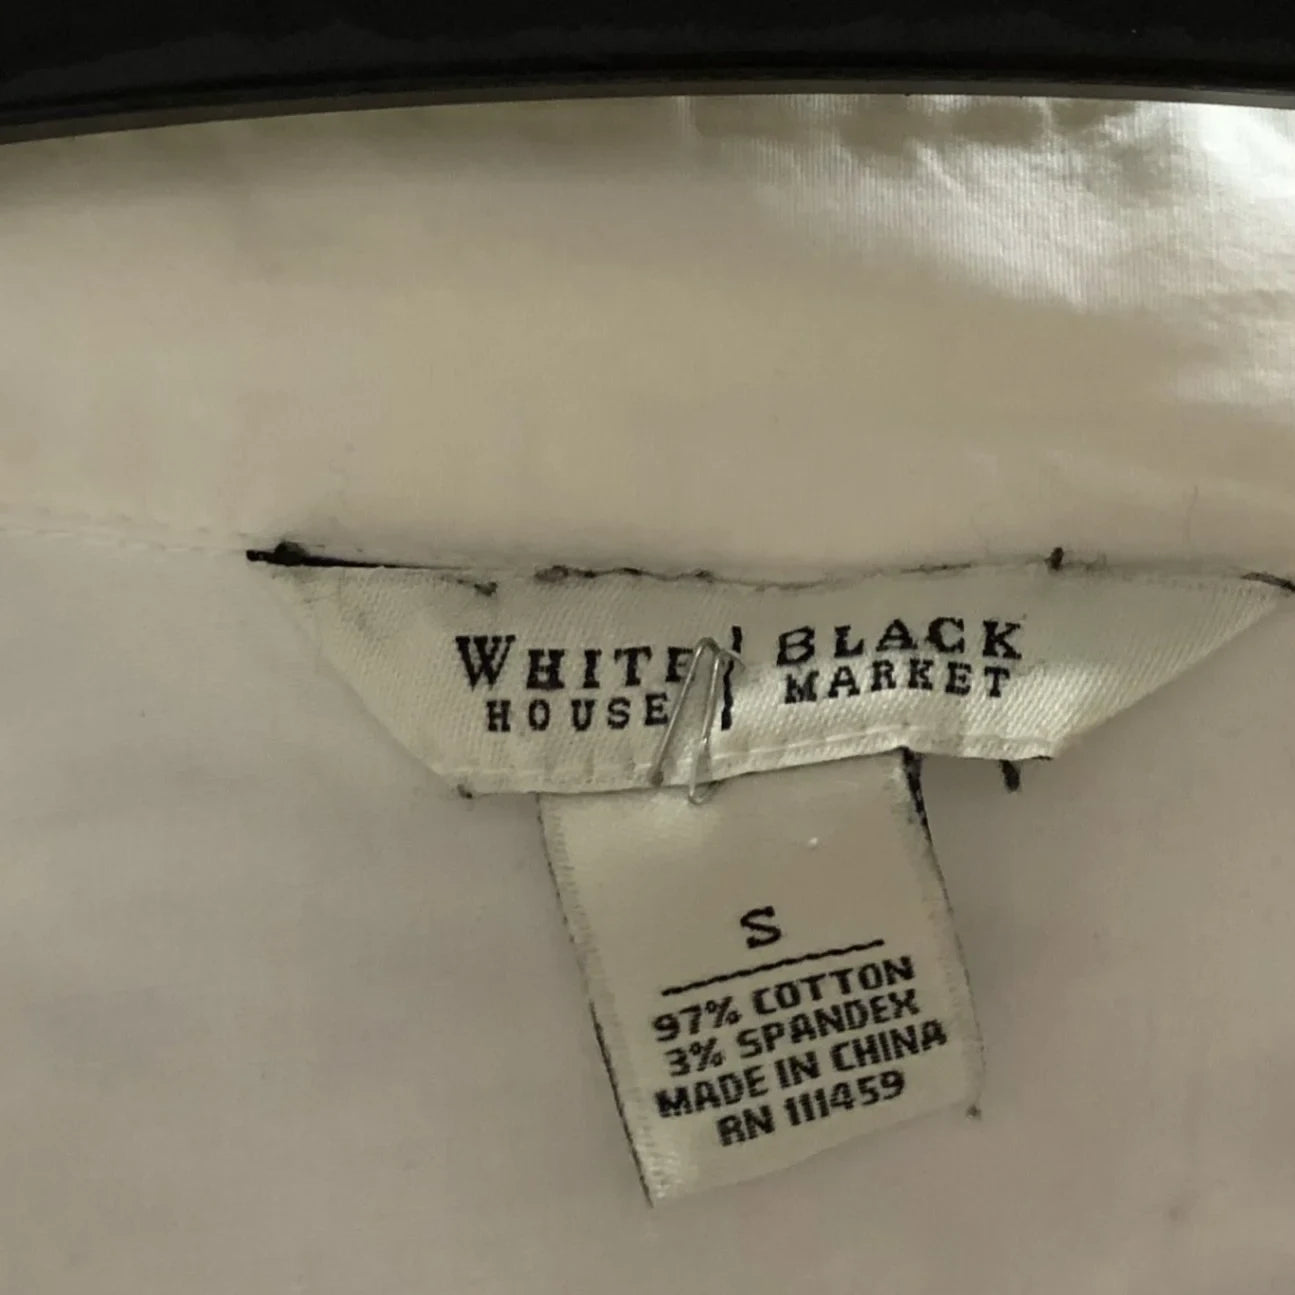 WHITE | BLACK
HOUSE | MARKET
S
97% COTTON
3% SPANDEX
MADE IN CHINA
RN 111459